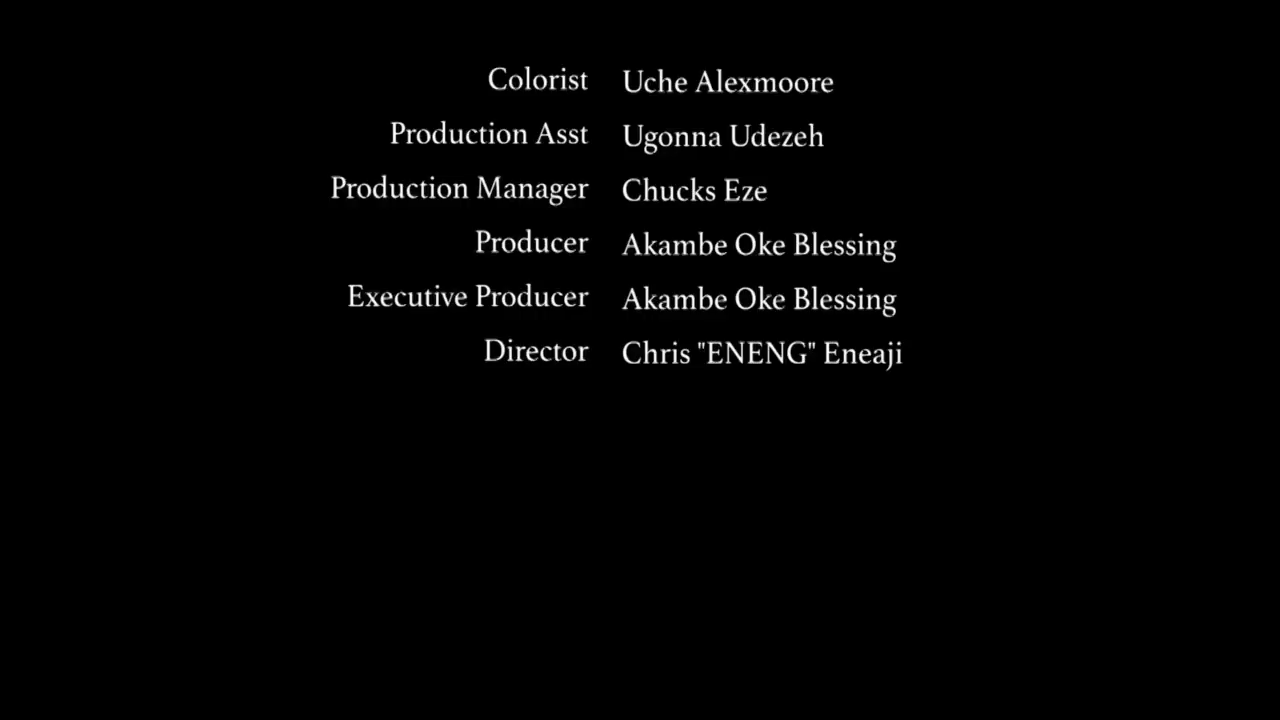 Colorist Uche Alexmoore
Production Asst Ugonna Udezeh
Production Manager Chucks Eze
Producer Akambe Oke Blessing
Executive Producer Akambe Oke Blessing
Director Chris "ENENG" Eneaji